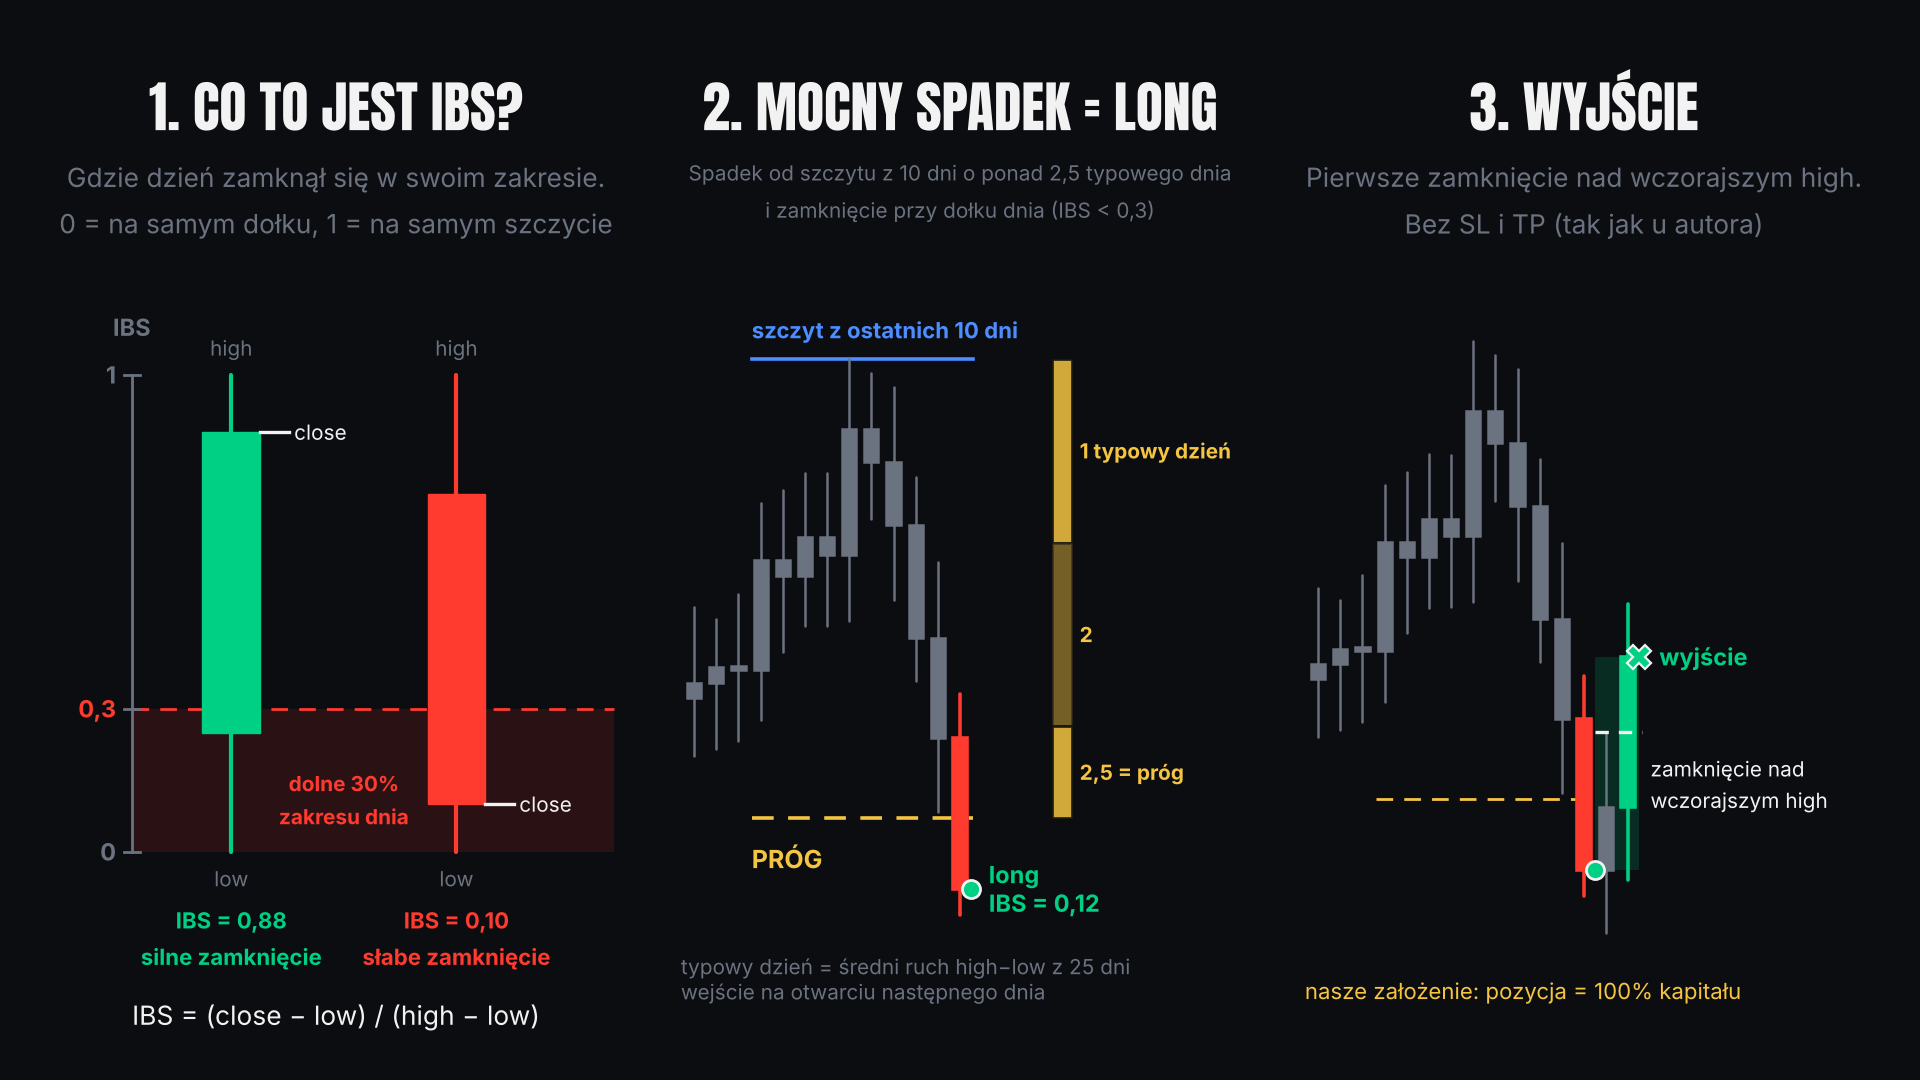 1. CO TO JEST IBS?
Gdzie dzień zamknął się w swoim zakresie.
0 = na samym dołku, 1 = na samym szczycie
IBS
high
high
1
close
0,3
dolne 30%
zakresu dnia
close
0
low
low
IBS = 0,88
silne zamknięcie
IBS = 0,10
słabe zamknięcie
IBS = (close − low) / (high − low)
2. MOCNY SPADEK = LONG
Spadek od szczytu z 10 dni o ponad 2,5 typowego dnia
i zamknięcie przy dołku dnia (IBS < 0,3)
szczyt z ostatnich 10 dni
1 typowy dzień
2
2,5 = próg
PRÓG
long
IBS = 0,12
typowy dzień = średni ruch high−low z 25 dni
wejście na otwarciu następnego dnia
3. WYJŚCIE
Pierwsze zamknięcie nad wczorajszym high.
Bez SL i TP (tak jak u autora)
wyjście
zamknięcie nad
wczorajszym high
nasze założenie: pozycja = 100% kapitału